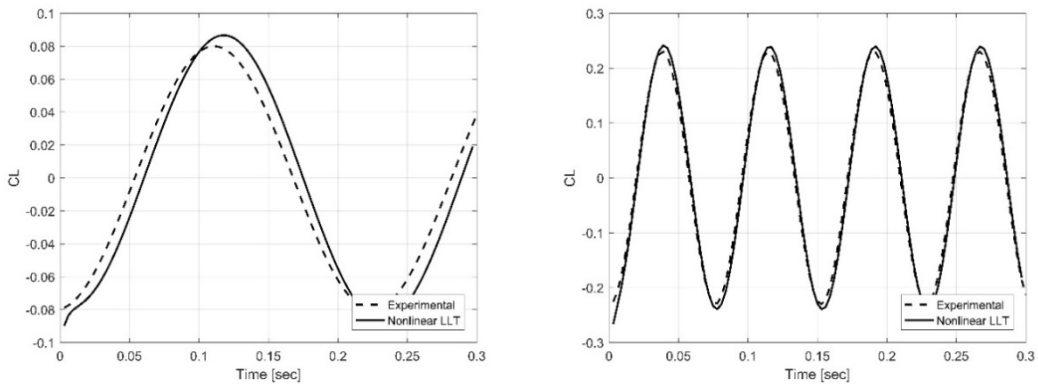 0.1
0.08
0.06
0.04
0.02
0
-0.02
-0.04
-0.06
-0.08
-0.1
CL
0 0.05 0.1 0.15 0.2 0.25 0.3
Time [sec]
Experimental
Nonlinear LLT
0.3
0.2
0.1
0
-0.1
-0.2
-0.3
CL
0 0.05 0.1 0.15 0.2 0.25 0.3
Time [sec]
Experimental
Nonlinear LLT